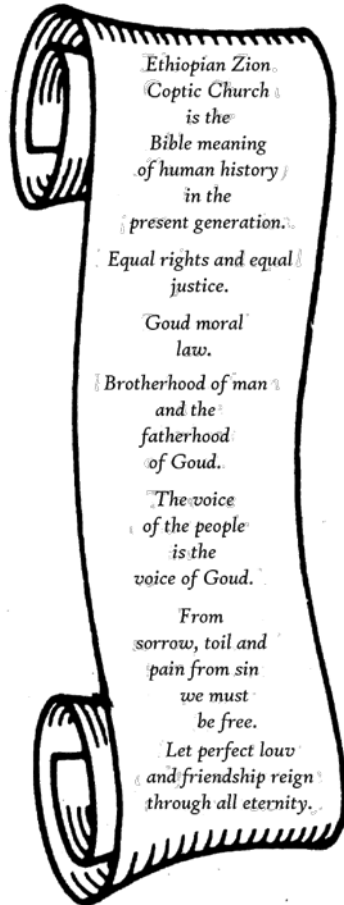 Ethiopian Zion
Coptic Church
is the
Bible meaning
of human history
in the
present generation.
Equal rights and equal
justice.
Goud moral
law.
Brotherhood of man
and the
fatherhood
of Goud.
The voice
of the people
is the
voice of Goud.
From
sorrow, toil and
pain from sin
we must
be free.
Let perfect louv
and friendship reign
through all eternity.